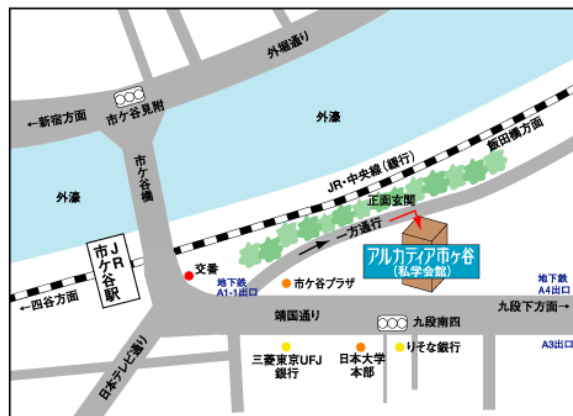 外堀通り
←新宿方面
市ケ谷見附
外濠
飯田橋方面
JR・中央線(銀行)
市ケ谷橋
外濠
正面玄関
一方通行
アルカディア市ヶ谷
(私学会館)
JR
市ケ谷駅
交番
地下鉄
A1-1出口
市ケ谷プラザ
地下鉄
A4出口
←四谷方面
靖国通り
九段南四
九段下方面→
日本テレビ通り
三菱東京UFJ
銀行
日本大学
本部
りそな銀行
A3出口